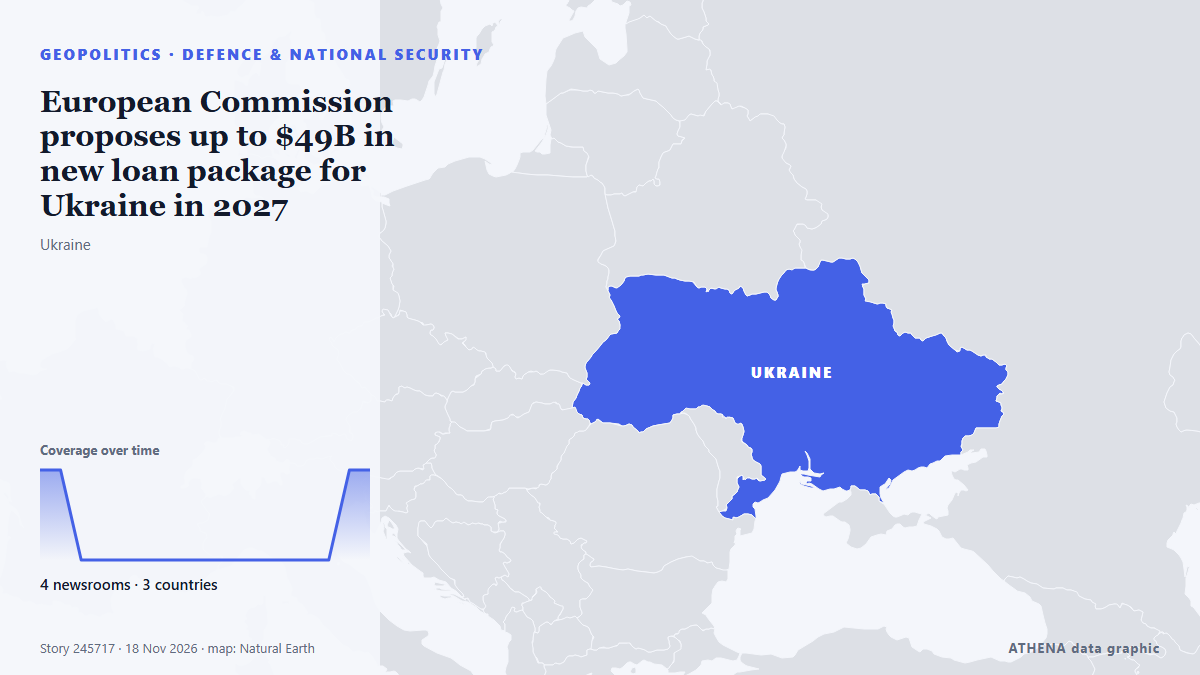 GEOPOLITICS · DEFENCE & NATIONAL SECURITY
European Commission
proposes up to $49B in
new loan package for
Ukraine in 2027
Ukraine
UKRAINE
Coverage over time
4 newsrooms · 3 countries
Story 245717 · 18 Nov 2026 · map: Natural Earth
ATHENA data graphic